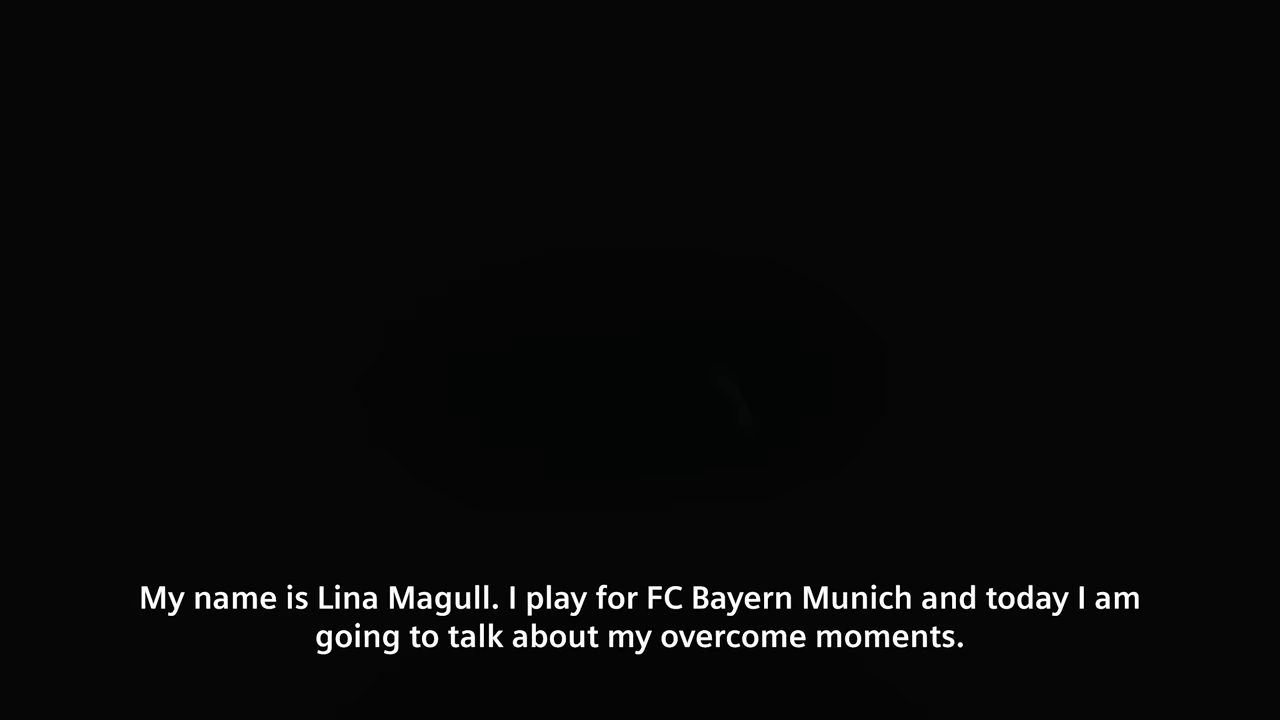 My name is Lina Magull. I play for FC Bayern Munich and today I am
going to talk about my overcome moments.